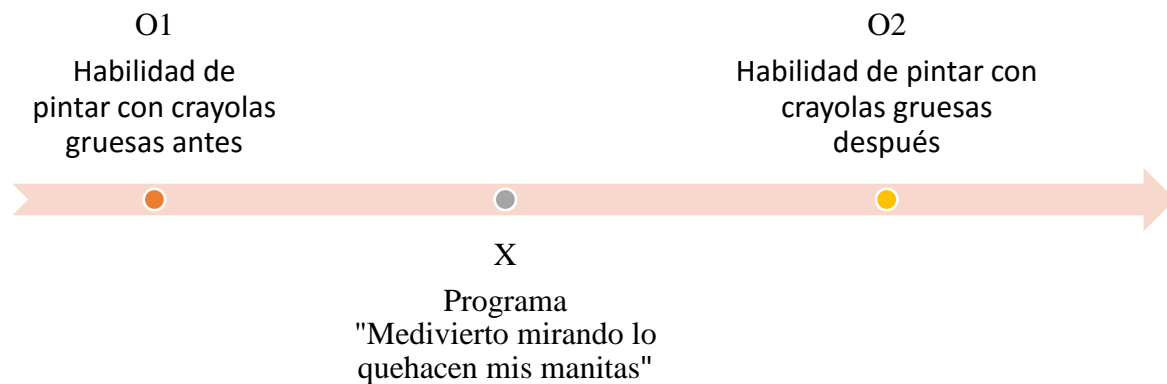 O1
Habilidad de
pintar con crayolas
gruesas antes
O2
Habilidad de pintar con
crayolas gruesas
después
X
Programa
"Medivierto mirando lo
quehacen mis manitas"